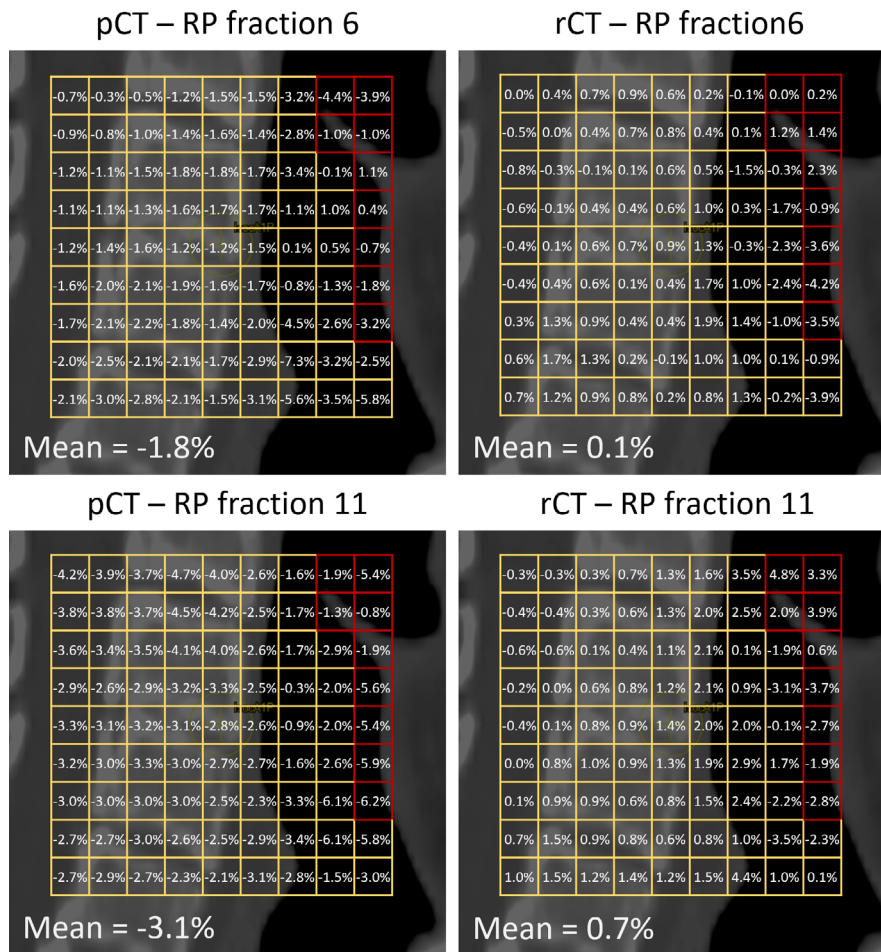 pCT – RP fraction 6
-0.7% -0.3% -0.5% -1.2% -1.5% -1.5% -3.2% -4.4% -3.9%
-0.9% -0.8% -1.0% -1.4% -1.6% -1.4% -2.8% -1.0% -1.0%
-1.2% -1.1% -1.5% -1.8% -1.8% -1.7% -3.4% -0.1% 1.1%
-1.1% -1.1% -1.3% -1.6% -1.7% -1.7% -1.1% 1.0% 0.4%
-1.2% -1.4% -1.6% -1.2% -1.2% -1.5% 0.1% 0.5% -0.7%
-1.6% -2.0% -2.1% -1.9% -1.6% -1.7% -0.8% -1.3% -1.8%
-1.7% -2.1% -2.2% -1.8% -1.4% -2.0% -4.5% -2.6% -3.2%
-2.0% -2.5% -2.1% -2.1% -1.7% -2.9% -7.3% -3.2% -2.5%
-2.1% -3.0% -2.8% -2.1% -1.5% -3.1% -5.6% -3.5% -5.8%
Mean = -1.8%
rCT – RP fraction6
0.0% 0.4% 0.7% 0.9% 0.6% 0.2% -0.1% 0.0% 0.2%
-0.5% 0.0% 0.4% 0.7% 0.8% 0.4% 0.1% 1.2% 1.4%
-0.8% -0.3% -0.1% 0.1% 0.6% 0.5% -1.5% -0.3% 2.3%
-0.6% -0.1% 0.4% 0.4% 0.6% 1.0% 0.3% -1.7% -0.9%
-0.4% 0.1% 0.6% 0.7% 0.9% 1.3% -0.3% -2.3% -3.6%
-0.4% 0.4% 0.6% 0.1% 0.4% 1.7% 1.0% -2.4% -4.2%
0.3% 1.3% 0.9% 0.4% 0.4% 1.9% 1.4% -1.0% -3.5%
0.6% 1.7% 1.3% 0.2% -0.1% 1.0% 1.0% 0.1% -0.9%
0.7% 1.2% 0.9% 0.8% 0.2% 0.8% 1.3% -0.2% -3.9%
Mean = 0.1%
pCT – RP fraction 11
-4.2% -3.9% -3.7% -4.7% -4.0% -2.6% -1.6% -1.9% -5.4%
-3.8% -3.8% -3.7% -4.5% -4.2% -2.5% -1.7% -1.3% -0.8%
-3.6% -3.4% -3.5% -4.1% -4.0% -2.6% -1.7% -2.9% -1.9%
-2.9% -2.6% -2.9% -3.2% -3.3% -2.5% -0.3% -2.0% -5.6%
-3.3% -3.1% -3.2% -3.1% -2.8% -2.6% -0.9% -2.0% -5.4%
-3.2% -3.0% -3.3% -3.0% -2.7% -2.7% -1.6% -2.6% -5.9%
-3.0% -3.0% -3.0% -3.0% -2.5% -2.3% -3.3% -6.1% -6.2%
-2.7% -2.7% -3.0% -2.6% -2.5% -2.9% -3.4% -6.1% -5.8%
-2.7% -2.9% -2.7% -2.3% -2.1% -3.1% -2.8% -1.5% -3.0%
Mean = -3.1%
rCT – RP fraction 11
-0.3% -0.3% 0.3% 0.7% 1.3% 1.6% 3.5% 4.8% 3.3%
-0.4% -0.4% 0.3% 0.6% 1.3% 2.0% 2.5% 2.0% 3.9%
-0.6% -0.6% 0.1% 0.4% 1.1% 2.1% 0.1% -1.9% 0.6%
-0.2% 0.0% 0.6% 0.8% 1.2% 2.1% 0.9% -3.1% -3.7%
-0.4% 0.1% 0.8% 0.9% 1.4% 2.0% 2.0% -0.1% -2.7%
0.0% 0.8% 1.0% 0.9% 1.3% 1.9% 2.9% 1.7% -1.9%
0.1% 0.9% 0.9% 0.6% 0.8% 1.5% 2.4% -2.2% -2.8%
0.7% 1.5% 0.9% 0.8% 0.6% 0.8% 1.0% -3.5% -2.3%
1.0% 1.5% 1.2% 1.4% 1.2% 1.5% 4.4% 1.0% 0.1%
Mean = 0.7%